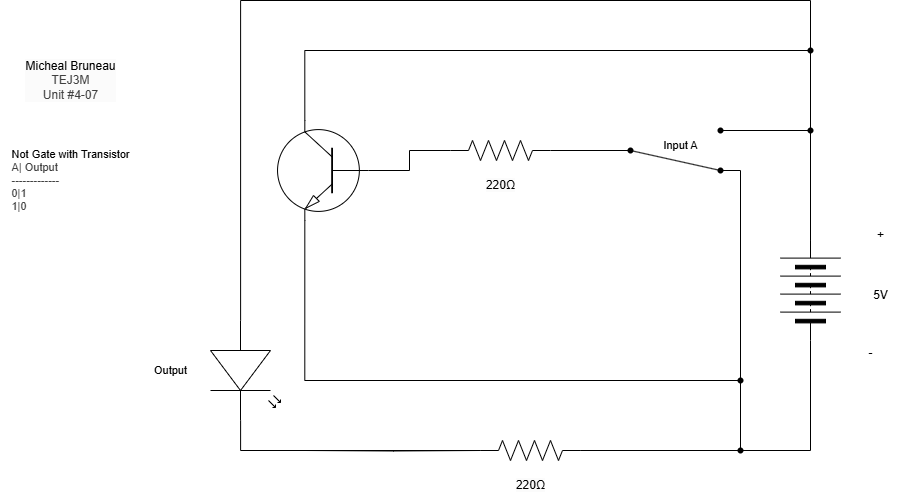 Micheal Bruneau
TEJ3M
Unit #4-07
Not Gate with Transistor
A| Output
-------------
0|1
1|0
Input A
220Ω
+
5V
-
Output
220Ω